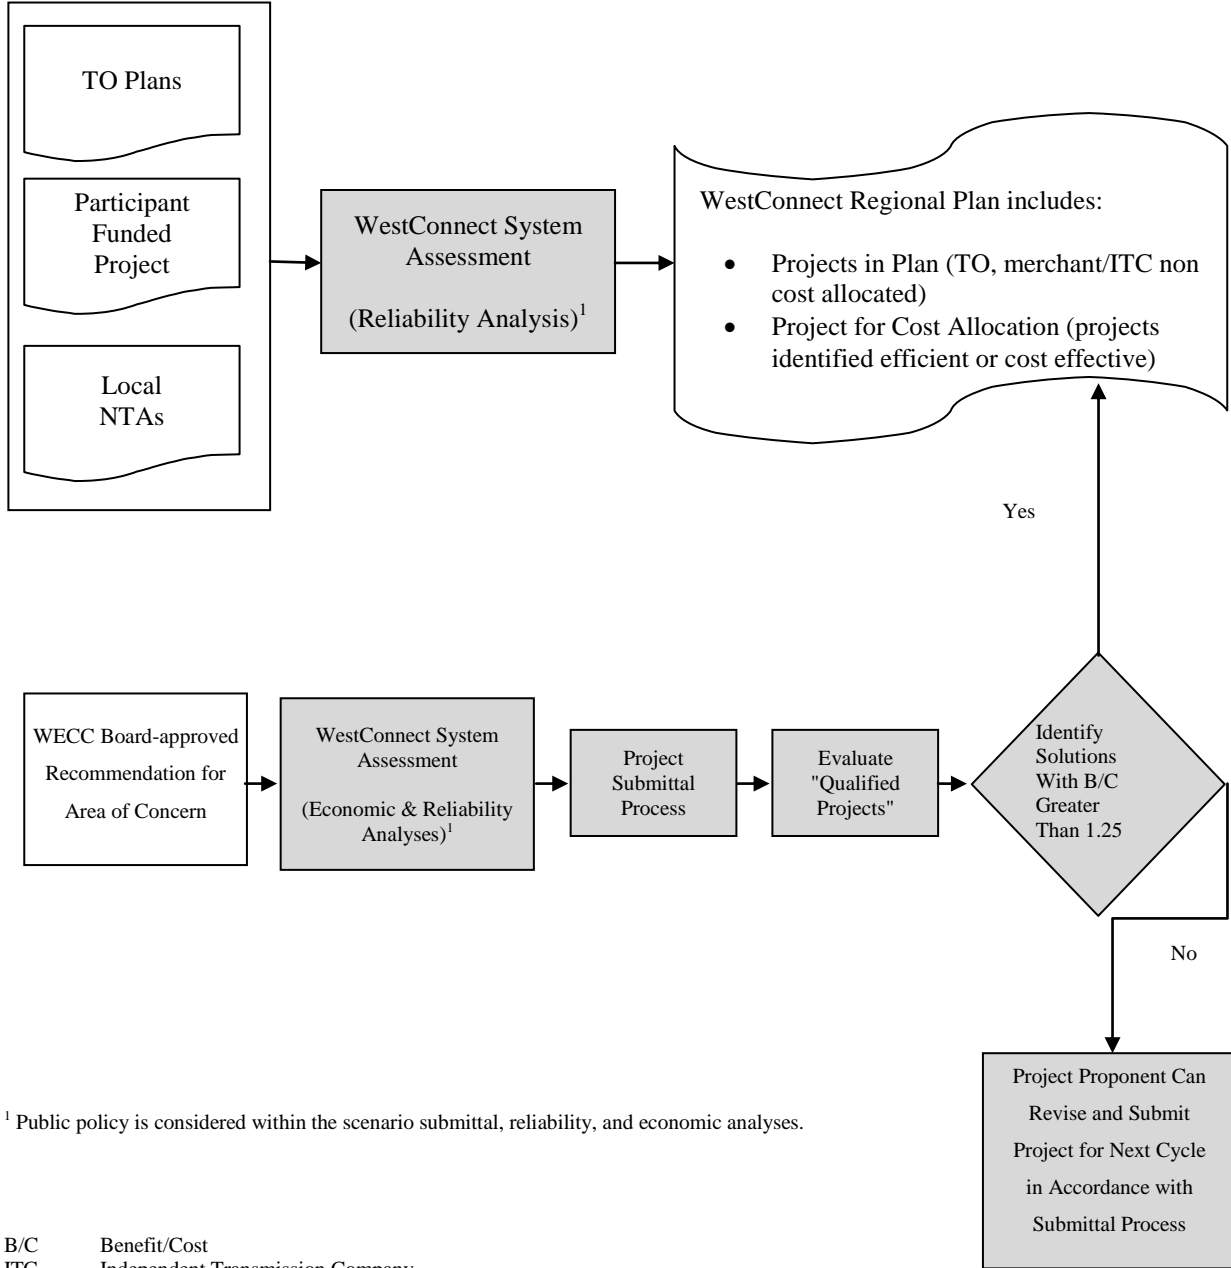 TO Plans
Participant
Funded
Project
Local
NTAs
WestConnect System
Assessment
(Reliability Analysis)¹
WestConnect Regional Plan includes:
• Projects in Plan (TO, merchant/ITC non
cost allocated)
• Project for Cost Allocation (projects
identified efficient or cost effective)
Yes
WECC Board-approved
Recommendation for
Area of Concern
WestConnect System
Assessment
(Economic & Reliability
Analyses)¹
Project
Submittal
Process
Evaluate
"Qualified
Projects"
Identify
Solutions
With B/C
Greater
Than 1.25
No
Project Proponent Can
Revise and Submit
Project for Next Cycle
in Accordance with
Submittal Process
¹ Public policy is considered within the scenario submittal, reliability, and economic analyses.
B/C Benefit/Cost
ITC Independent Transmission Company